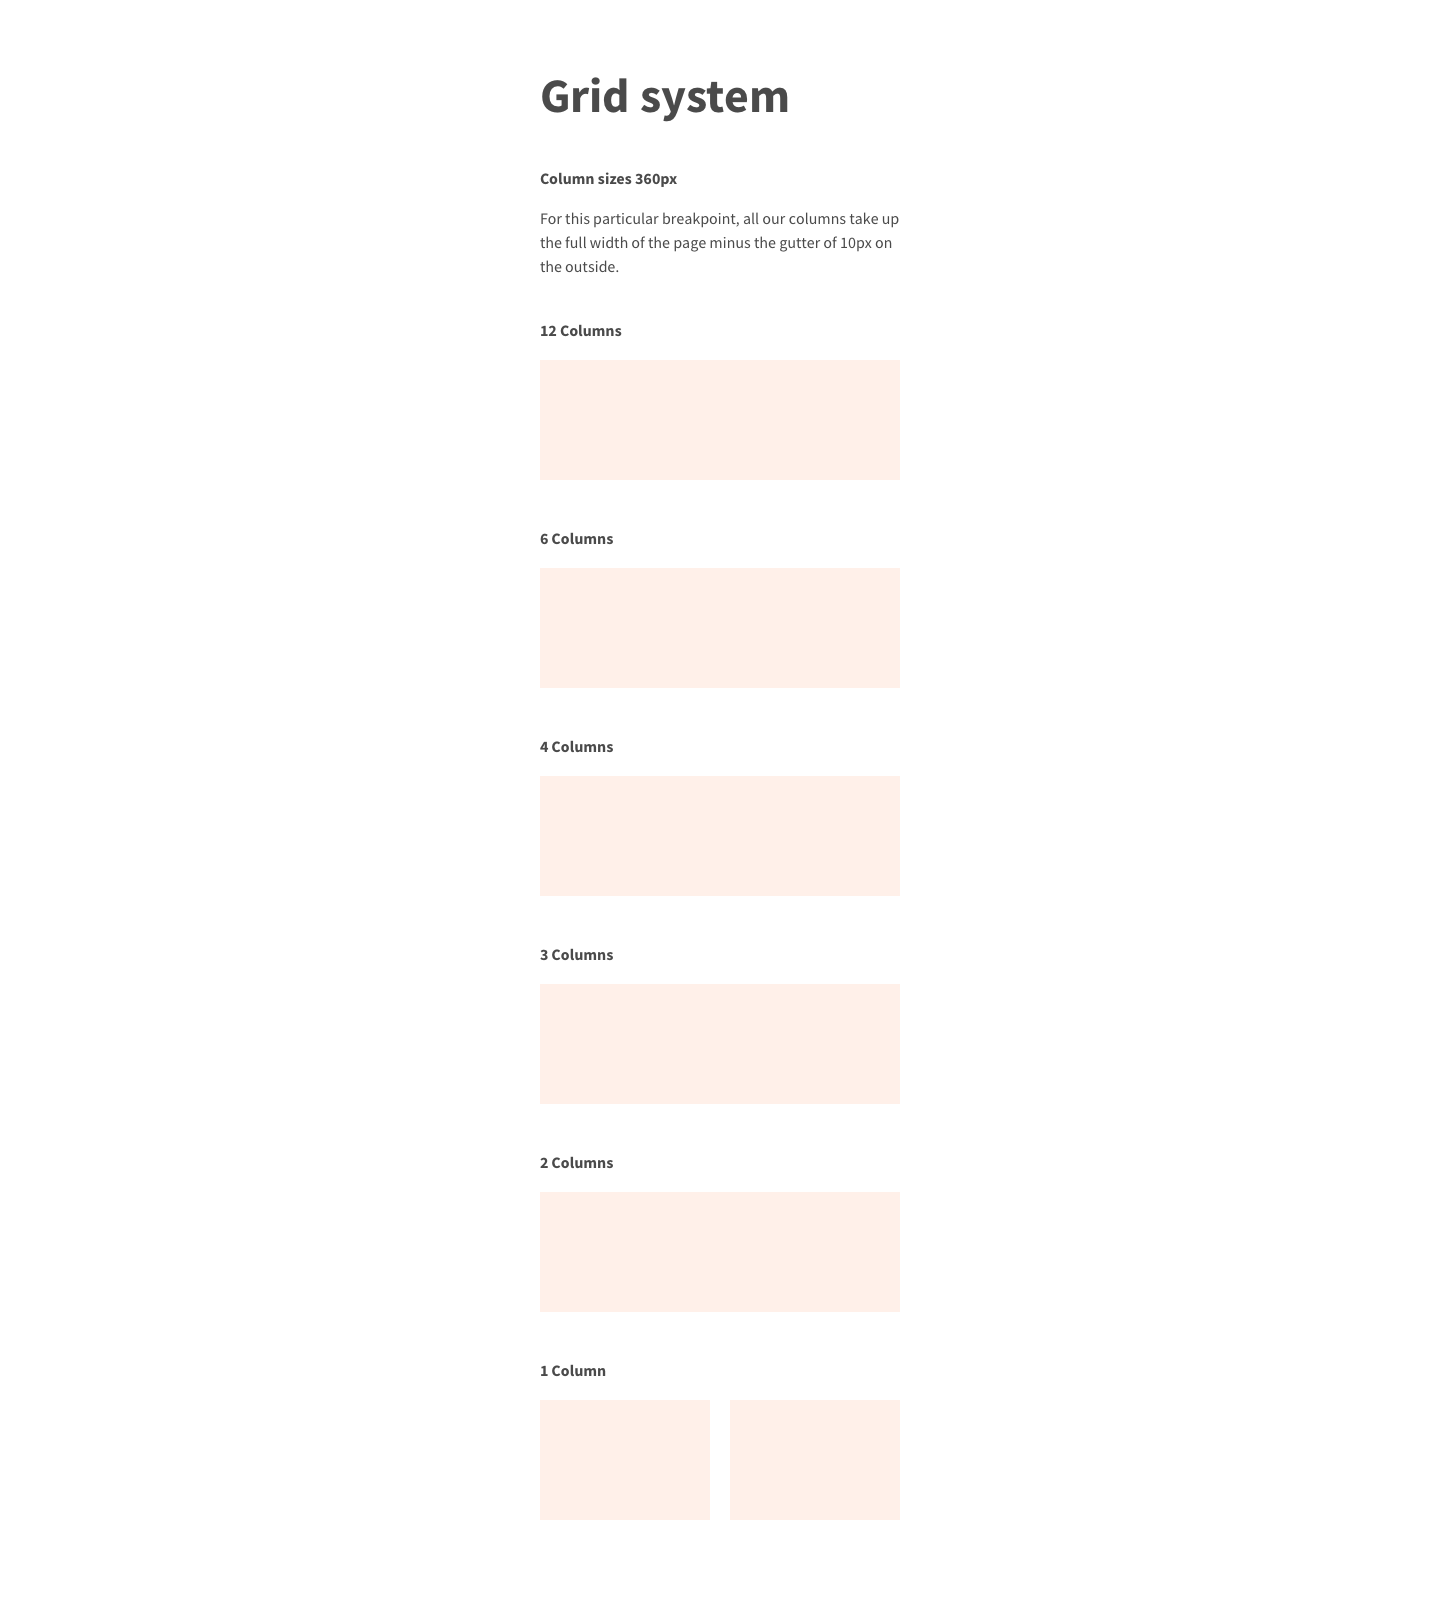 Grid system
Column sizes 360px
For this particular breakpoint, all our columns take up
the full width of the page minus the gutter of 10px on
the outside.
12 Columns
6 Columns
4 Columns
3 Columns
2 Columns
1 Column